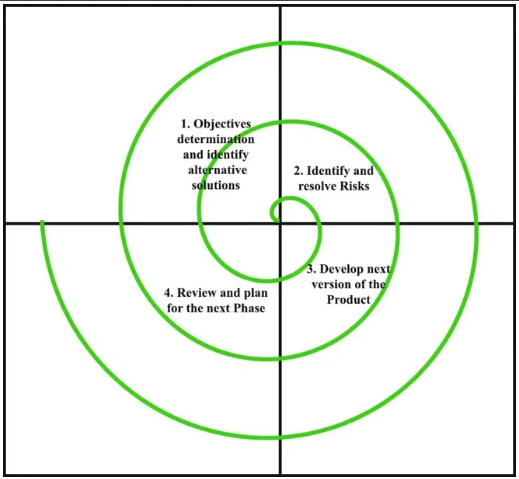 1. Objectives
determination
and identify
alternative
solutions
2. Identify and
resolve Risks
3. Develop next
version of the
Product
4. Review and plan
for the next Phase